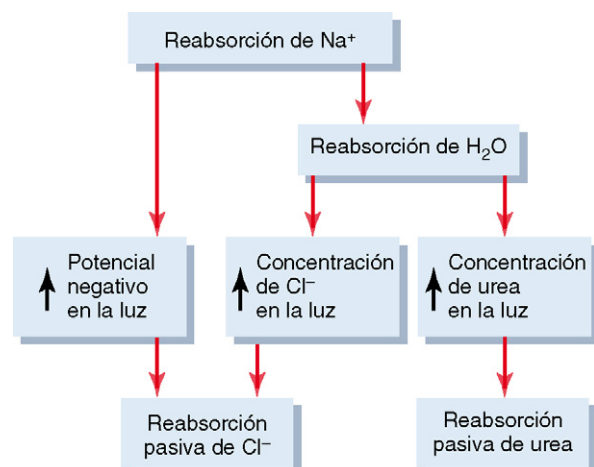 Reabsorción de Na⁺
Reabsorción de H₂O
Potencial
negativo
en la luz
Concentración
de Cl⁻
en la luz
Concentración
de urea
en la luz
Reabsorción
pasiva de Cl⁻
Reabsorción
pasiva de urea